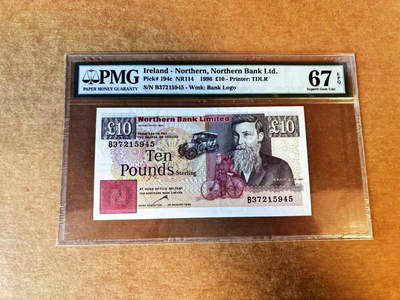 PMG
PAPER MONEY GUARANTY
Ireland - Northern, Northern Bank Ltd.
Pick# 194c NR114 1996 £10 - Printer: TDLR
S/N B37215945 - Wmk: Bank Logo
67 EPQ
Superb Gem Unc
Northern Bank Limited
£10
£10
B37215945
Ten
Pounds
Sterling
B37215945